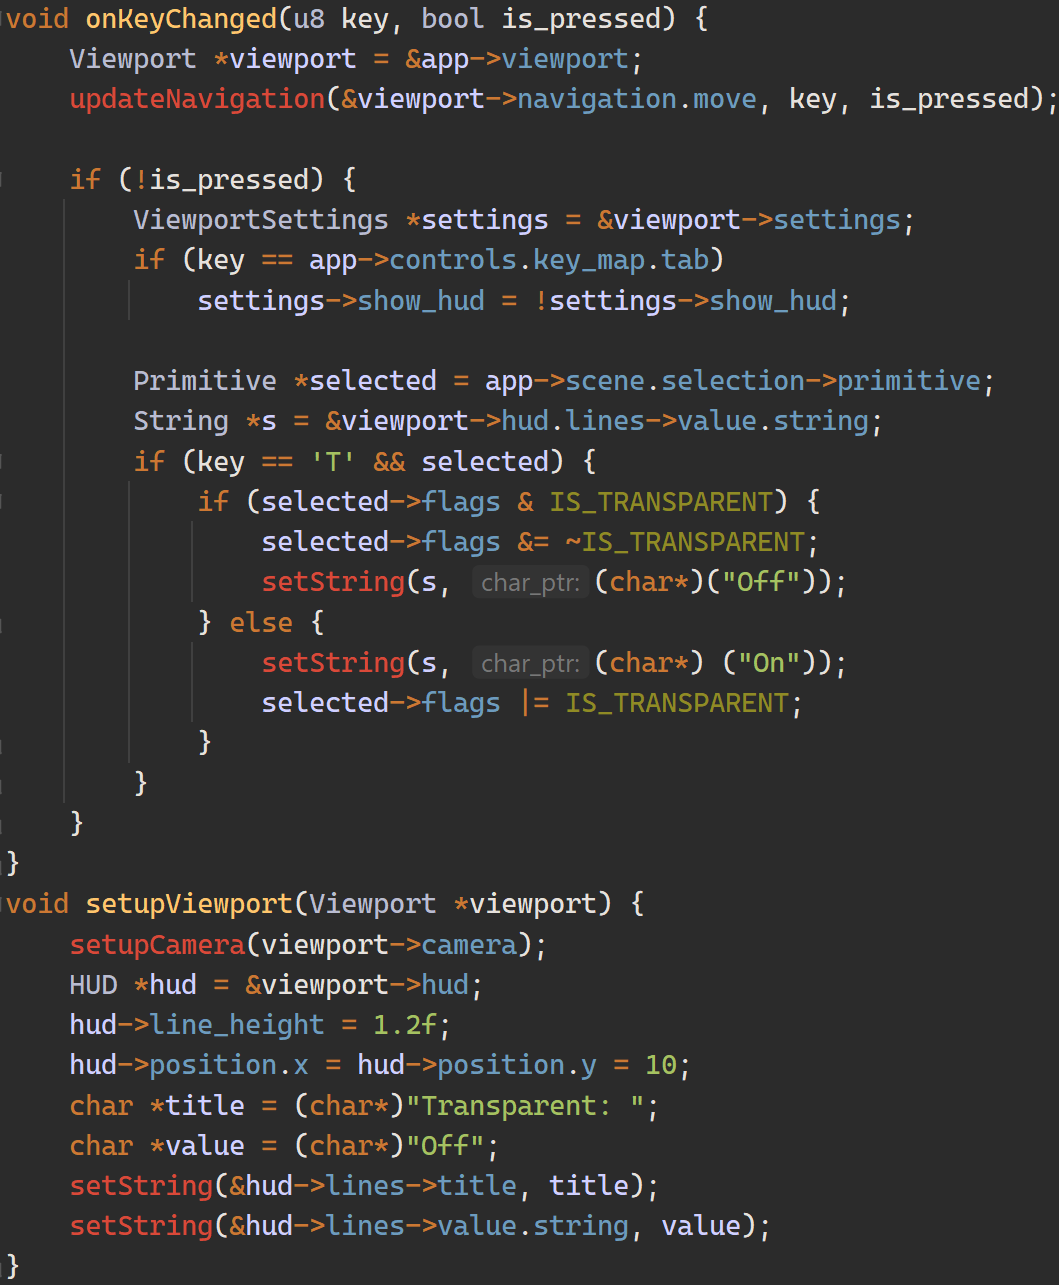 void onKeyChanged(u8 key, bool is_pressed) {
    Viewport *viewport = &app->viewport;
    updateNavigation(&viewport->navigation.move, key, is_pressed);

    if (!is_pressed) {
        ViewportSettings *settings = &viewport->settings;
        if (key == app->controls.key_map.tab)
            settings->show_hud = !settings->show_hud;

        Primitive *selected = app->scene.selection->primitive;
        String *s = &viewport->hud.lines->value.string;
        if (key == 'T' && selected) {
            if (selected->flags & IS_TRANSPARENT) {
                selected->flags &= ~IS_TRANSPARENT;
                setString(s, char_ptr: (char*)("Off"));
            } else {
                setString(s, char_ptr: (char*) ("On"));
                selected->flags |= IS_TRANSPARENT;
            }
        }
    }
}
void setupViewport(Viewport *viewport) {
    setupCamera(viewport->camera);
    HUD *hud = &viewport->hud;
    hud->line_height = 1.2f;
    hud->position.x = hud->position.y = 10;
    char *title = (char*)"Transparent: ";
    char *value = (char*)"Off";
    setString(&hud->lines->title, title);
    setString(&hud->lines->value.string, value);
}